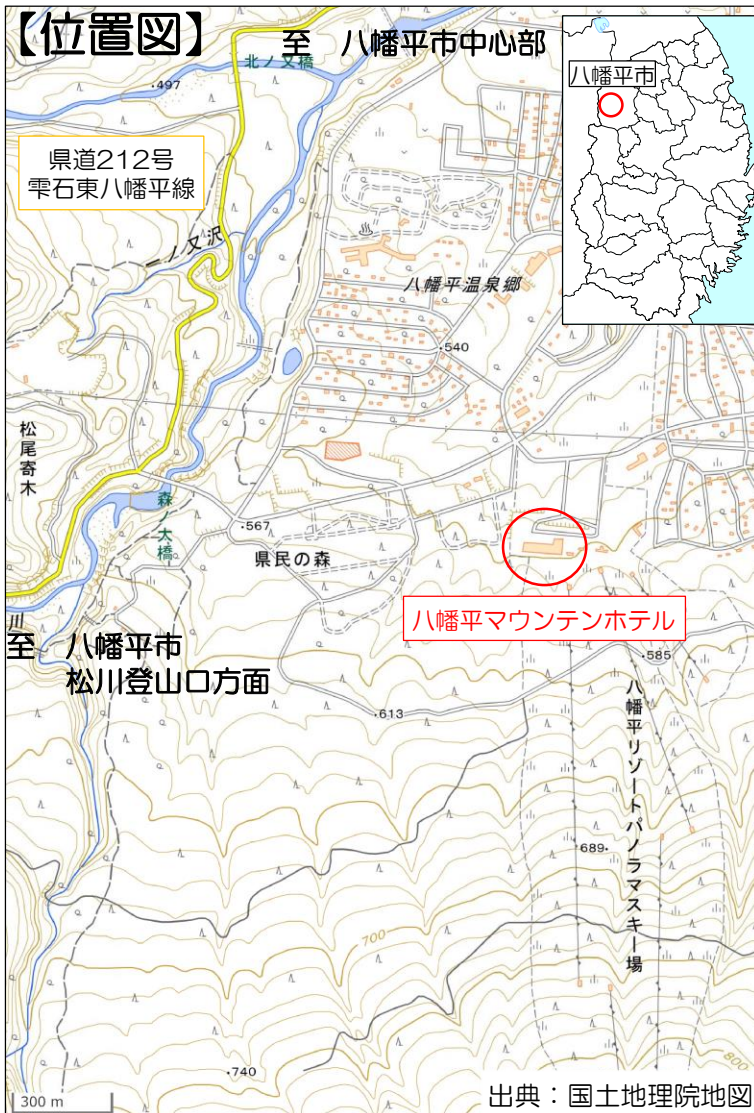 【位置図】
至 八幡平市中心部
北ノ又橋
八幡平市
・497
県道212号
雫石東八幡平線
一ノ又沢
八幡平温泉郷
・540
松尾寄木
森ノ大橋
・567
県民の森
八幡平マウンテンホテル
川
至 八幡平市
松川登山口方面
・585
・613
八幡平リゾートパノラマスキー場
689・
700
・740
800
300 m
出典：国土地理院地図